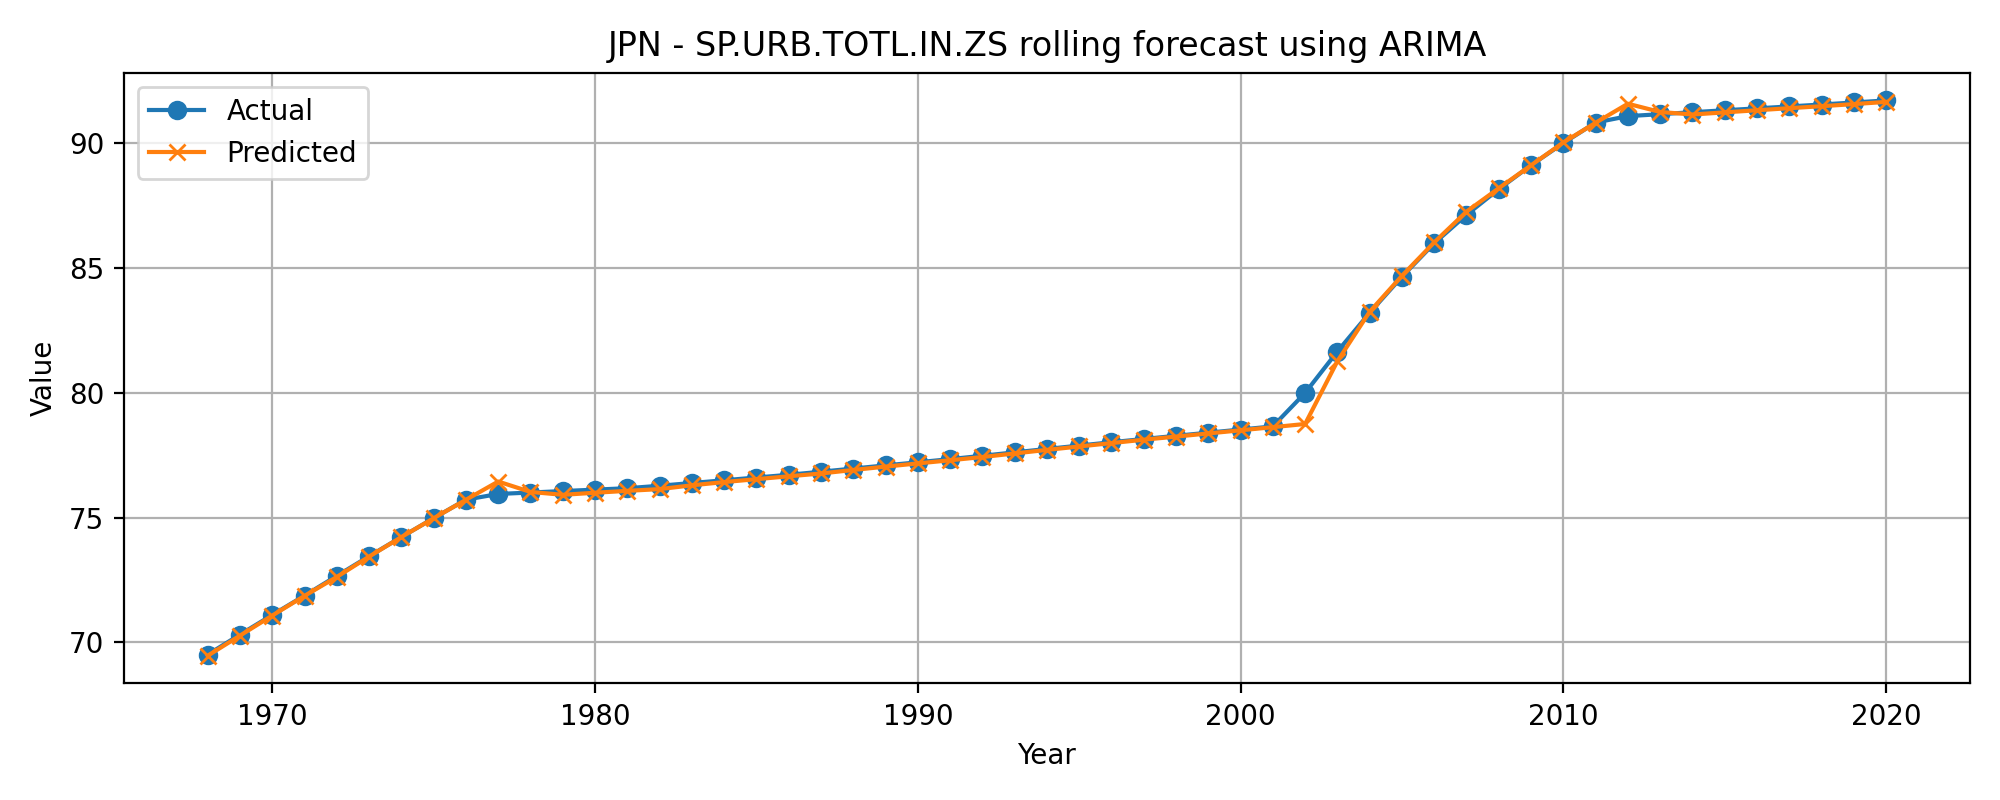 JPN - SP.URB.TOTL.IN.ZS rolling forecast using ARIMA
Actual
Predicted
Value
90
85
80
75
70
1970 1980 1990 2000 2010 2020
Year